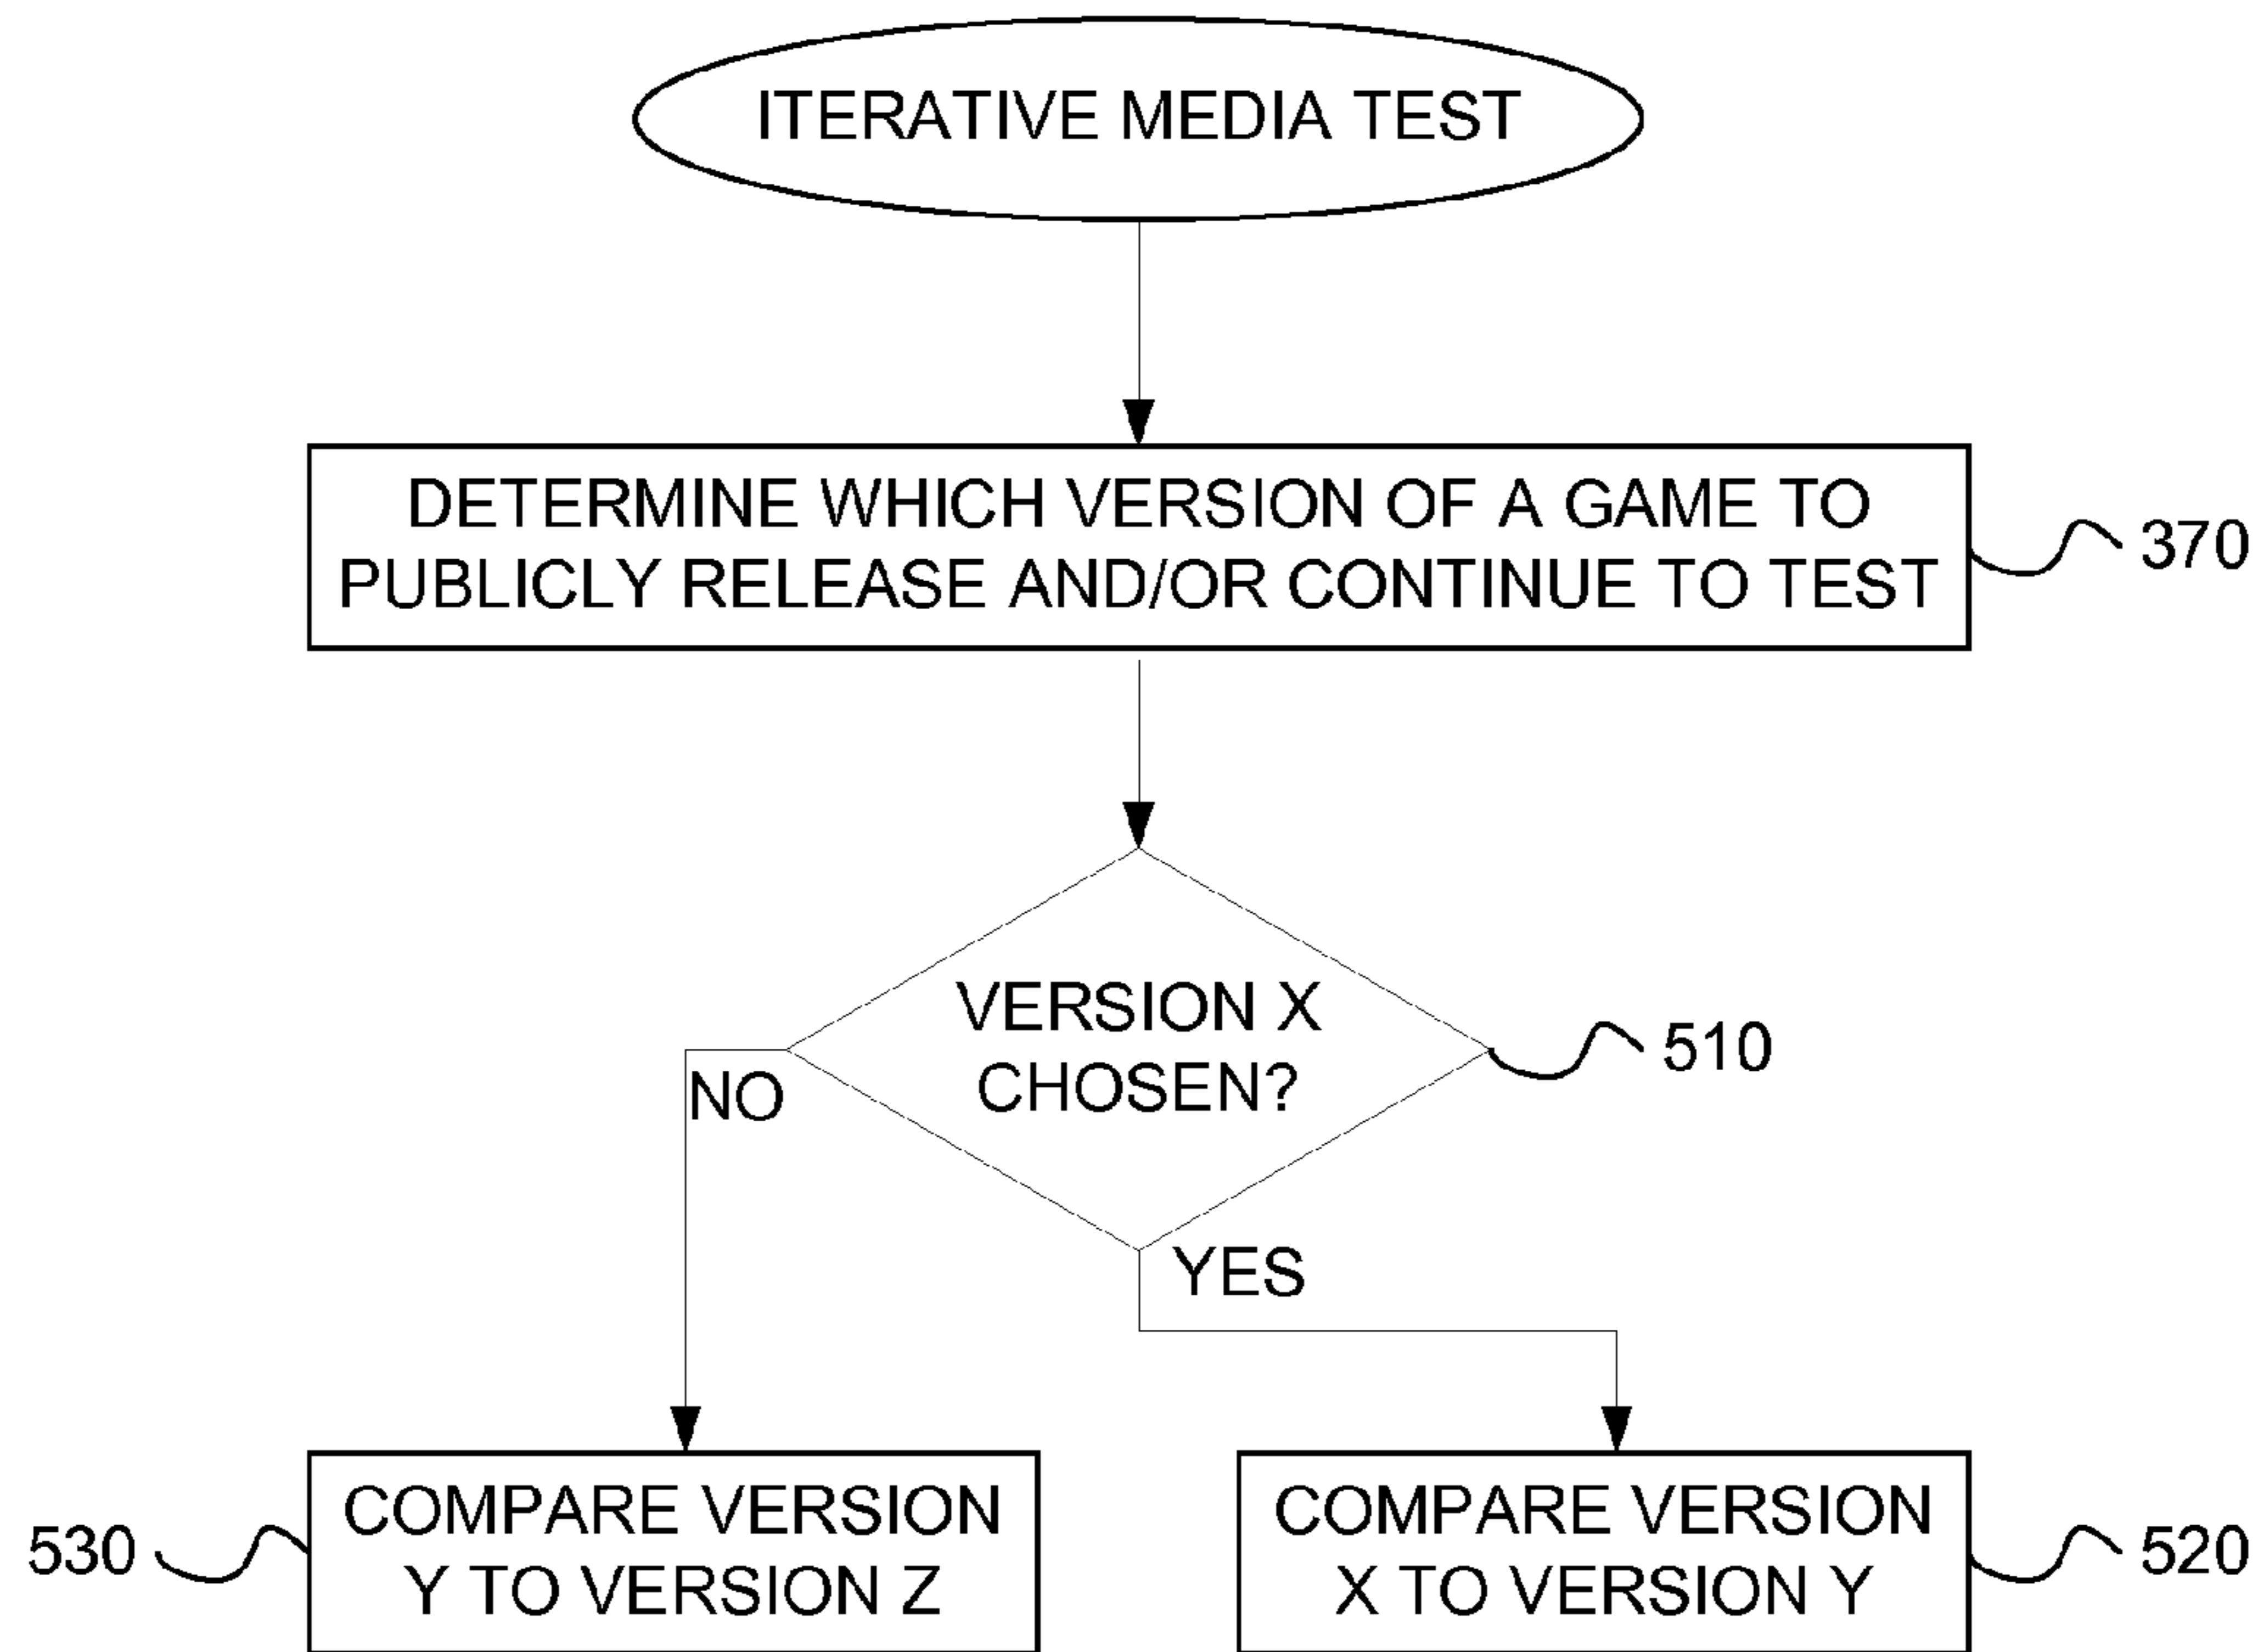 ITERATIVE MEDIA TEST
DETERMINE WHICH VERSION OF A GAME TO
PUBLICLY RELEASE AND/OR CONTINUE TO TEST
370
VERSION X
CHOSEN?
510
NO
YES
530
COMPARE VERSION
Y TO VERSION Z
COMPARE VERSION
X TO VERSION Y
520